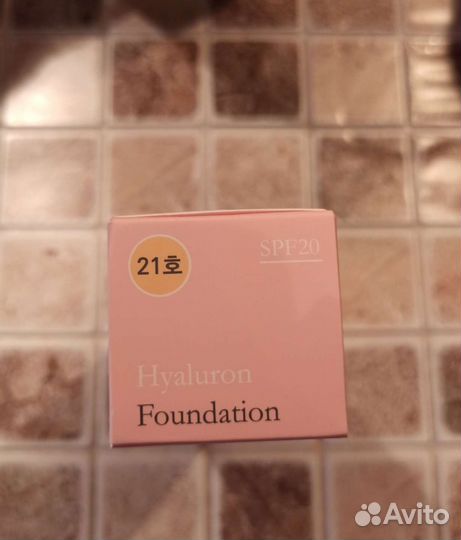 21호
SPF20
Hyaluron
Foundation
Avito